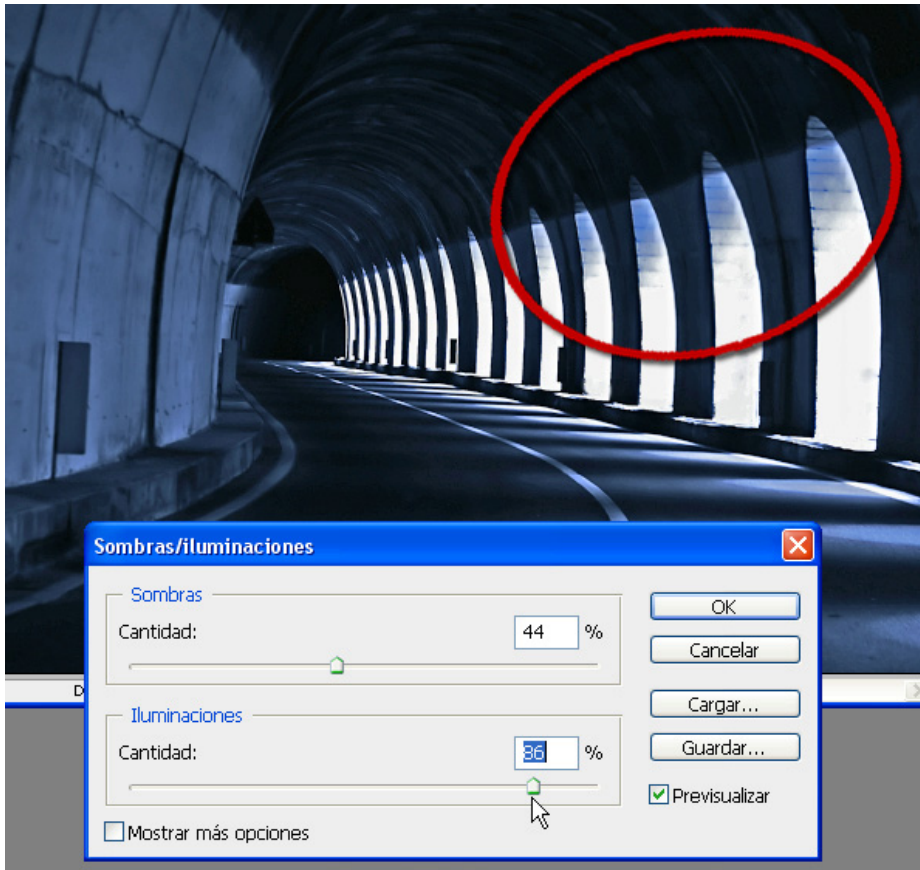 Sombras/iluminaciones
Sombras
Cantidad: 44 %
Iluminaciones
Cantidad: 86 %
Mostrar más opciones
OK
Cancelar
Cargar...
Guardar...
Previsualizar